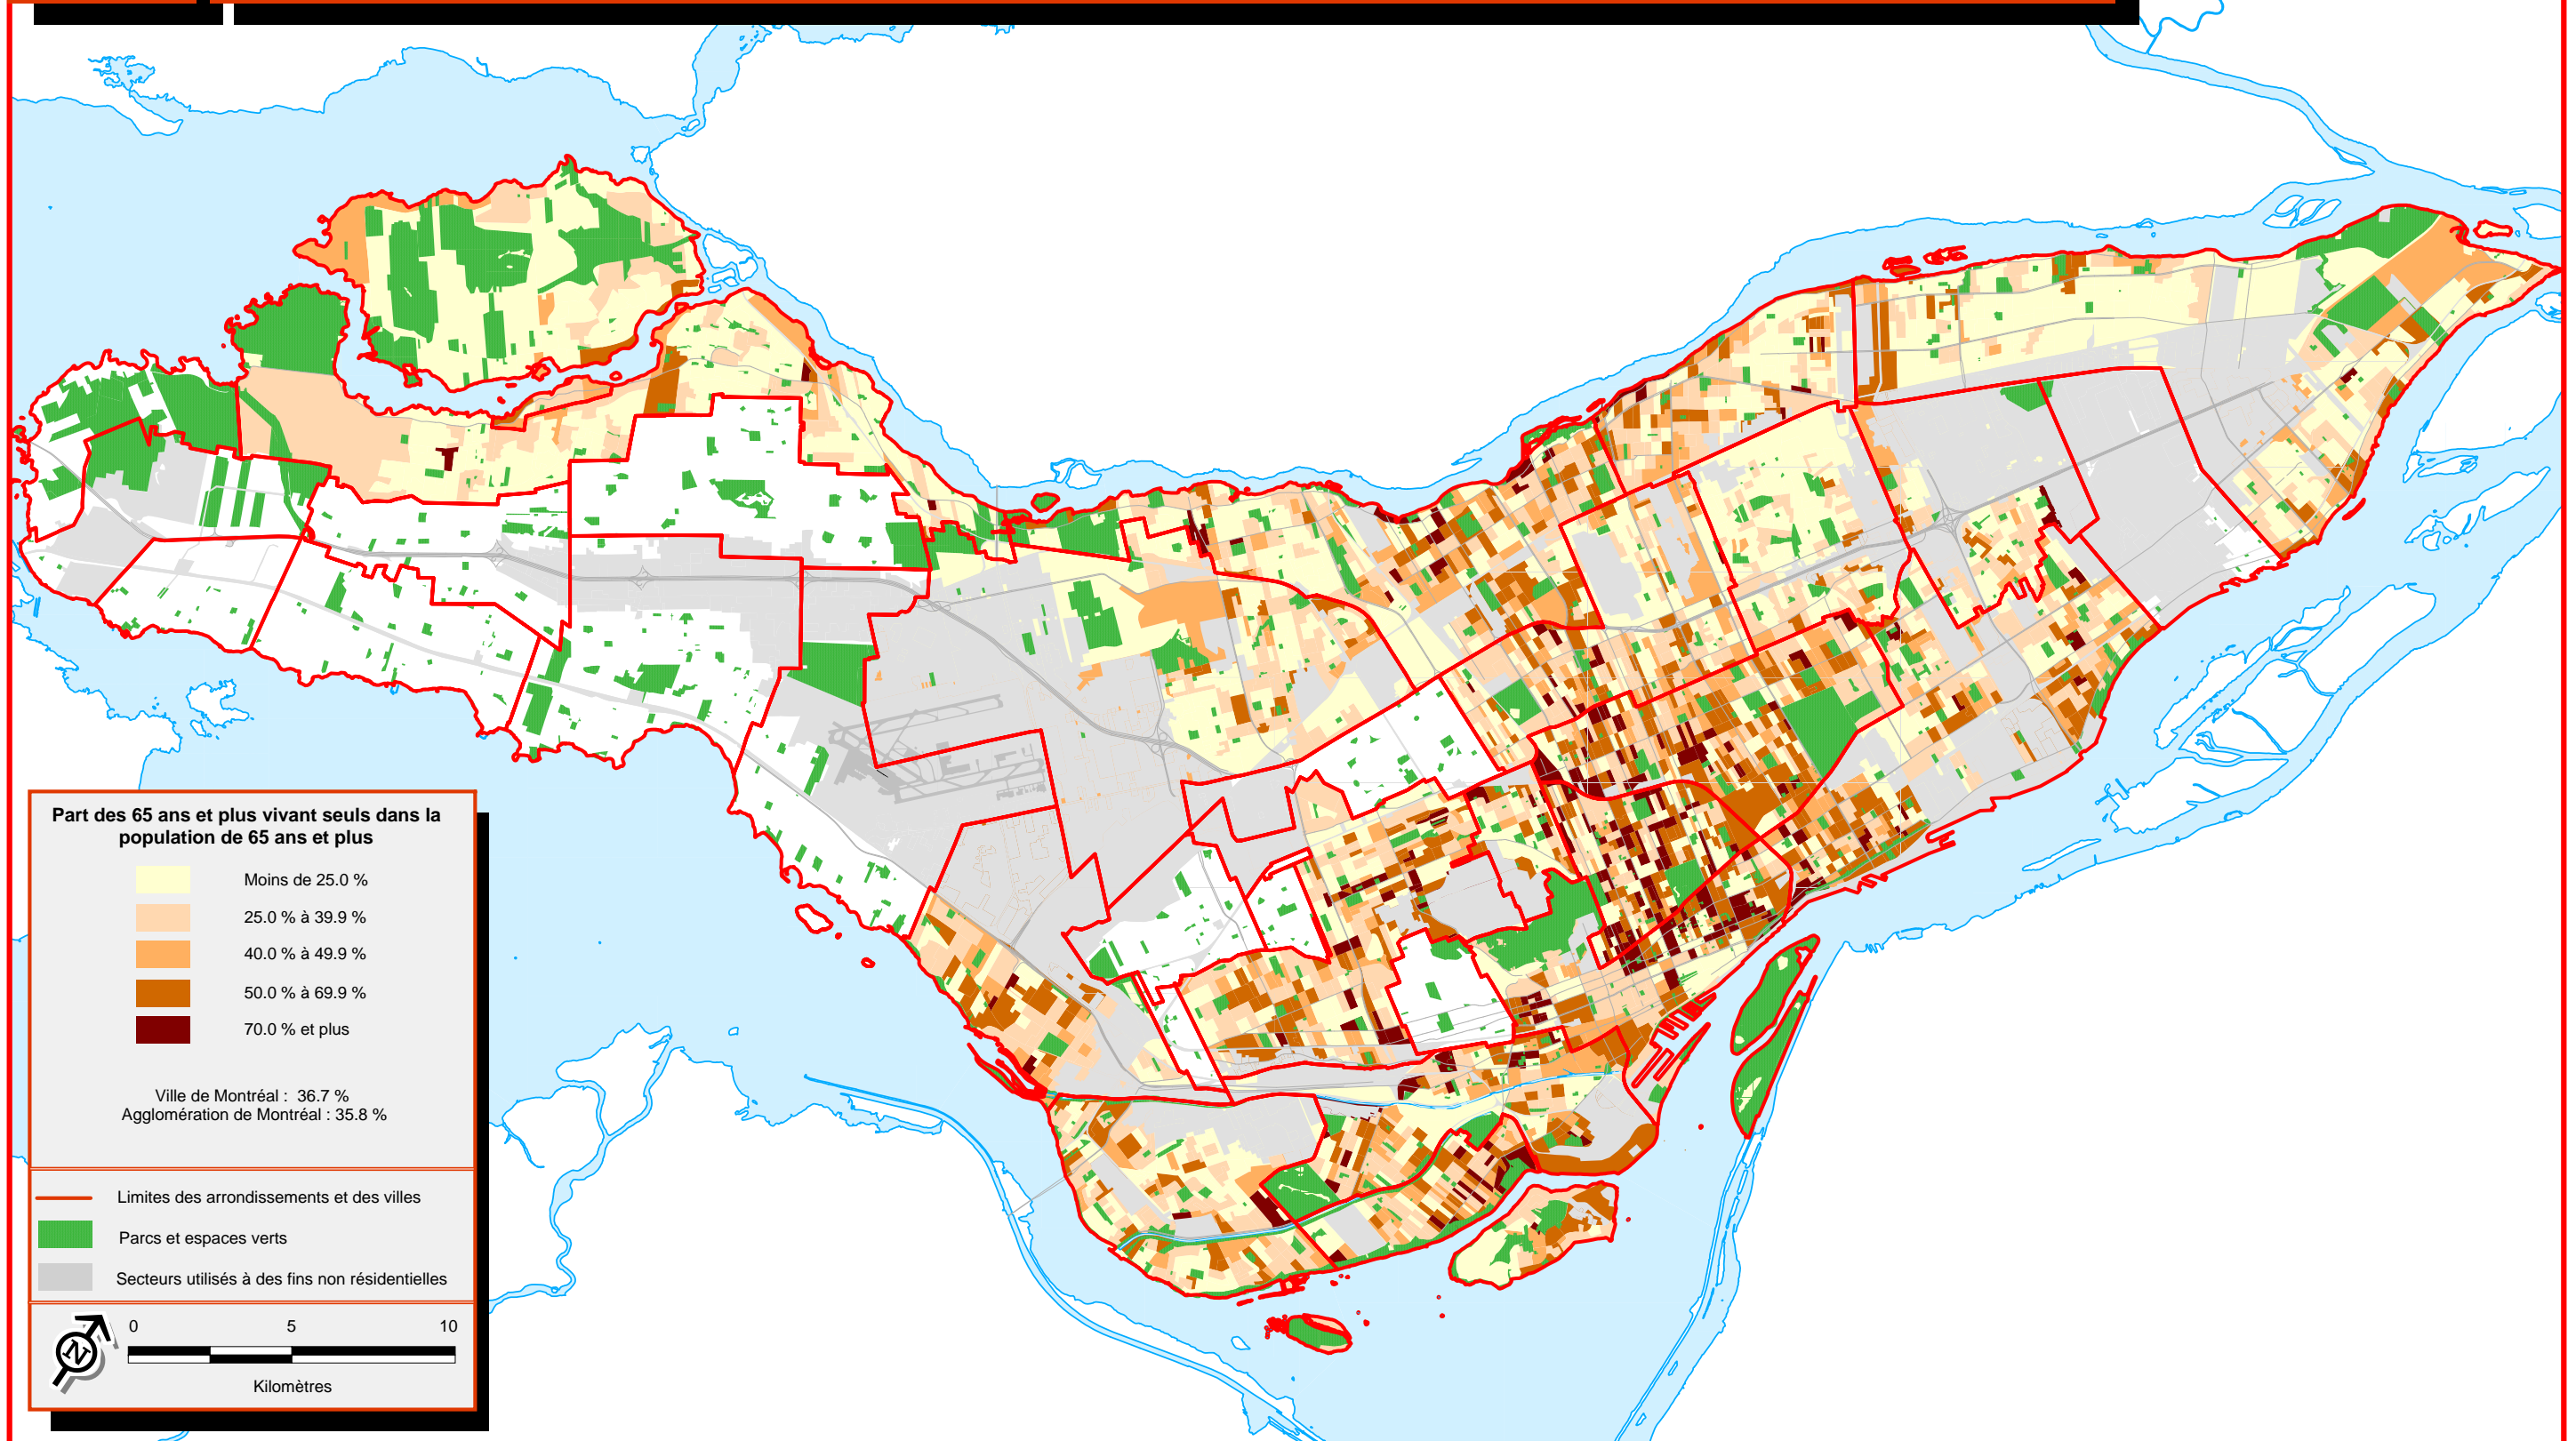 Part des 65 ans et plus vivant seuls dans la
population de 65 ans et plus
Moins de 25.0 %
25.0 % à 39.9 %
40.0 % à 49.9 %
50.0 % à 69.9 %
70.0 % et plus
Ville de Montréal : 36.7 %
Agglomération de Montréal : 35.8 %
Limites des arrondissements et des villes
Parcs et espaces verts
Secteurs utilisés à des fins non résidentielles
N
0 5 10
Kilomètres